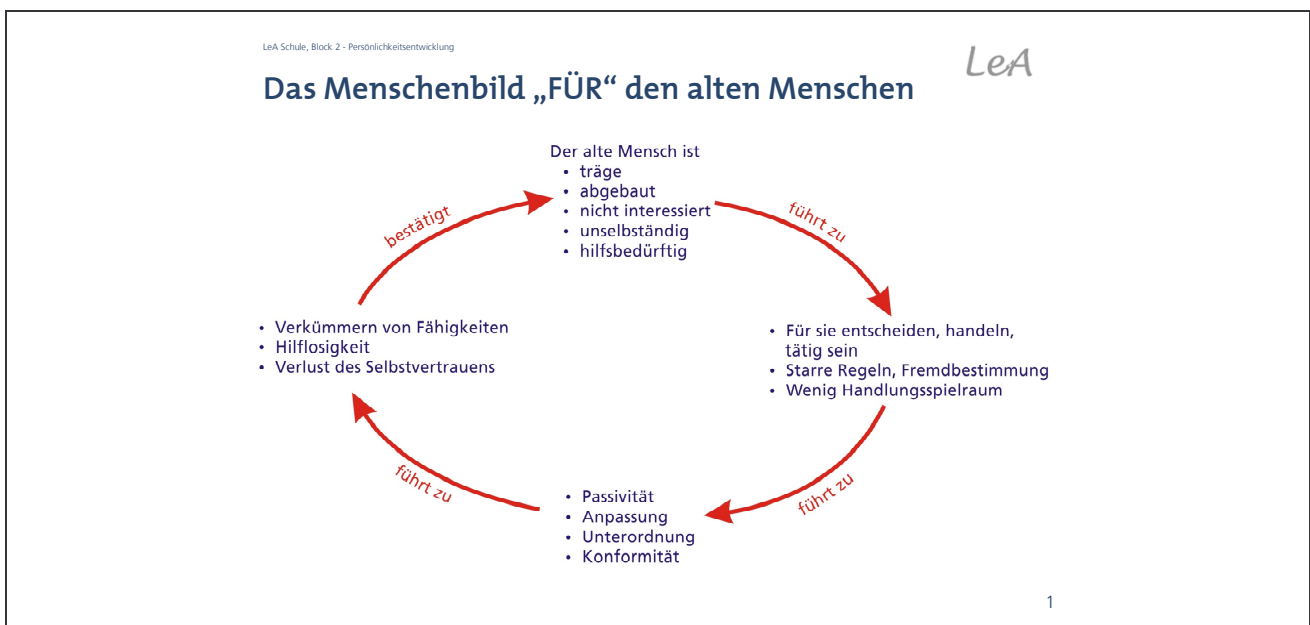 LeA Schule, Block 2 - Persönlichkeitsentwicklung
LeA
Das Menschenbild „FÜR“ den alten Menschen
Der alte Mensch ist
• träge
• abgebaut
• nicht interessiert
• unselbständig
• hilfsbedürftig
bestätigt
führt zu
• Verkümmern von Fähigkeiten
• Hilflosigkeit
• Verlust des Selbstvertrauens
• Für sie entscheiden, handeln,
tätig sein
• Starre Regeln, Fremdbestimmung
• Wenig Handlungsspielraum
führt zu
führt zu
• Passivität
• Anpassung
• Unterordnung
• Konformität
1